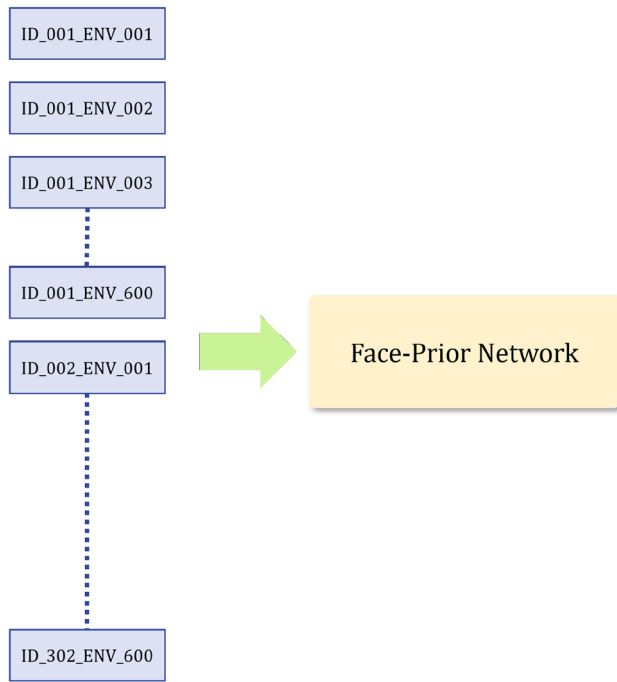 ID_001_ENV_001
ID_001_ENV_002
ID_001_ENV_003
ID_001_ENV_600
ID_002_ENV_001
Face-Prior Network
ID_302_ENV_600